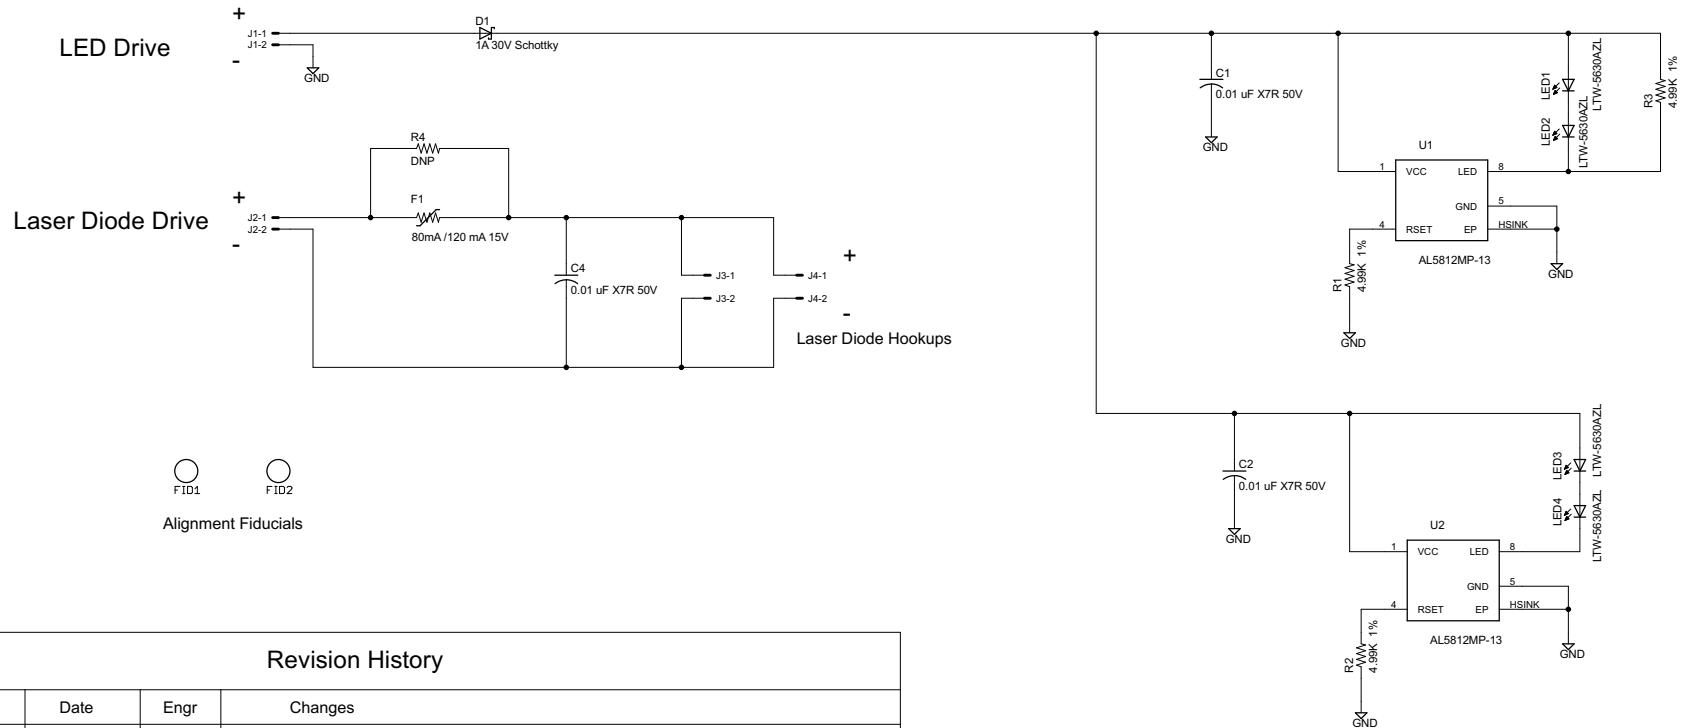 LED Drive
+
J1-1
J1-2
-
GND
D1
1A 30V Schottky
C1
0.01 uF X7R 50V
GND
LED1
LTW-5630AZL
LED2
LTW-5630AZL
R3
4.99K 1%
U1
1
VCC
LED
8
GND
5
4
RSET
EP
HSINK
AL5812MP-13
GND
R1
4.99K 1%
GND
R4
DNP
Laser Diode Drive
+
J2-1
J2-2
-
F1
80mA /120 mA 15V
C4
0.01 uF X7R 50V
J3-1
J3-2
+
J4-1
J4-2
-
Laser Diode Hookups
FID1
FID2
Alignment Fiducials
C2
0.01 uF X7R 50V
GND
LED3
LTW-5630AZL
LED4
LTW-5630AZL
U2
1
VCC
LED
8
GND
5
4
RSET
EP
HSINK
AL5812MP-13
GND
R2
4.99K 1%
GND
Revision History
Date
Engr
Changes